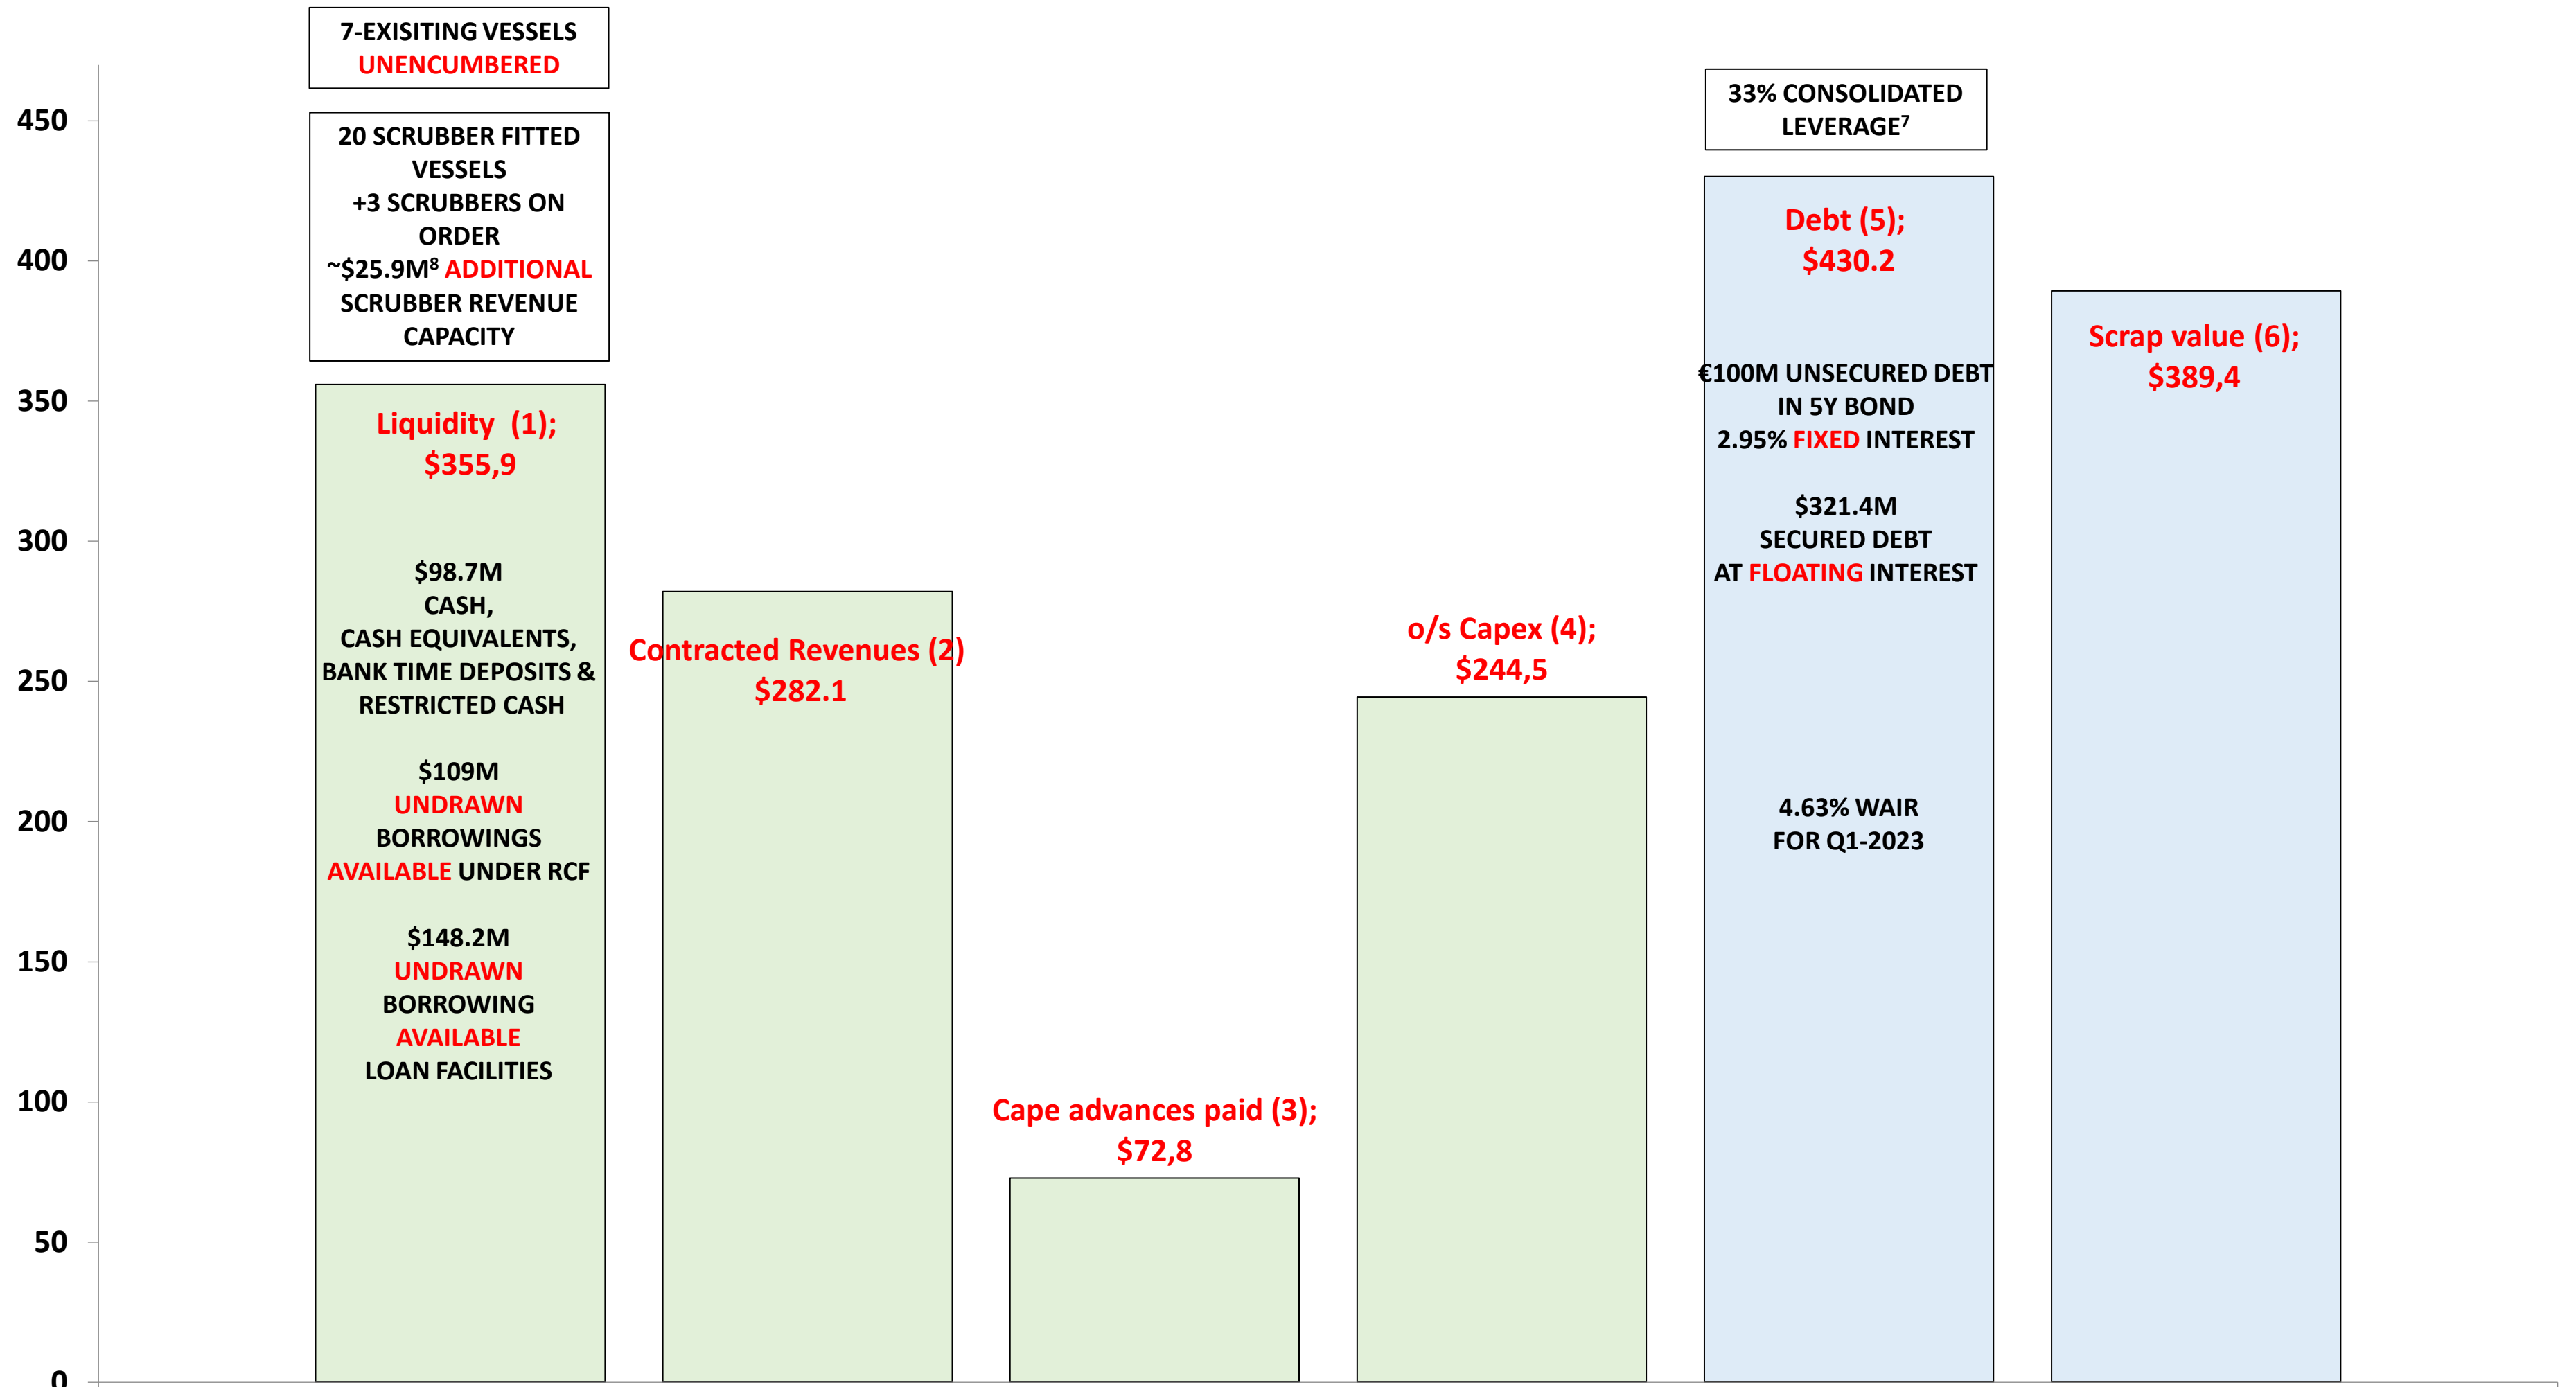 7-EXISITING VESSELS
UNENCUMBERED
20 SCRUBBER FITTED
VESSELS
+3 SCRUBBERS ON
ORDER
~$25.9M⁸ ADDITIONAL
SCRUBBER REVENUE
CAPACITY
33% CONSOLIDATED
LEVERAGE⁷
450
400
350
300
250
200
150
100
50
0
Liquidity (1);
$355,9
$98.7M
CASH,
CASH EQUIVALENTS,
BANK TIME DEPOSITS &
RESTRICTED CASH
$109M
UNDRAWN
BORROWINGS
AVAILABLE UNDER RCF
$148.2M
UNDRAWN
BORROWING
AVAILABLE
LOAN FACILITIES
Contracted Revenues (2)
$282.1
Cape advances paid (3);
$72,8
o/s Capex (4);
$244,5
Debt (5);
$430.2
€100M UNSECURED DEBT
IN 5Y BOND
2.95% FIXED INTEREST
$321.4M
SECURED DEBT
AT FLOATING INTEREST
4.63% WAIR
FOR Q1-2023
Scrap value (6);
$389,4